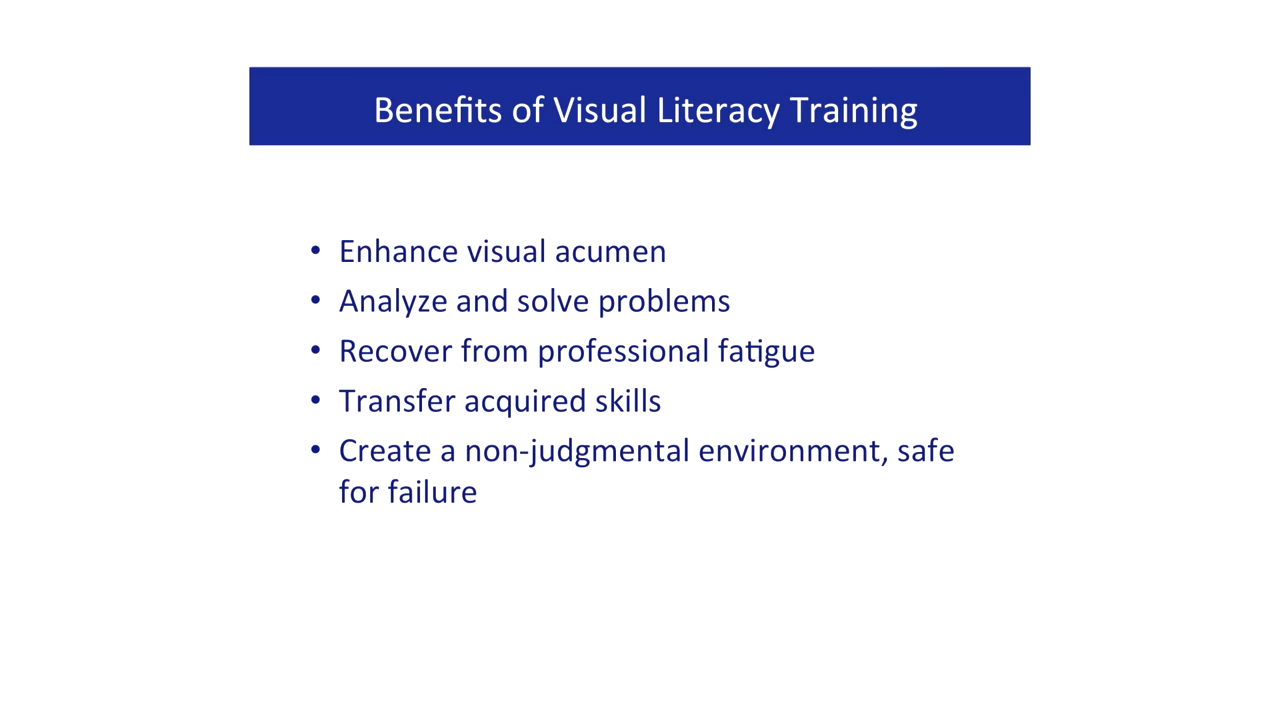 Benefits of Visual Literacy Training
• Enhance visual acumen
• Analyze and solve problems
• Recover from professional fatigue
• Transfer acquired skills
• Create a non-judgmental environment, safe
for failure